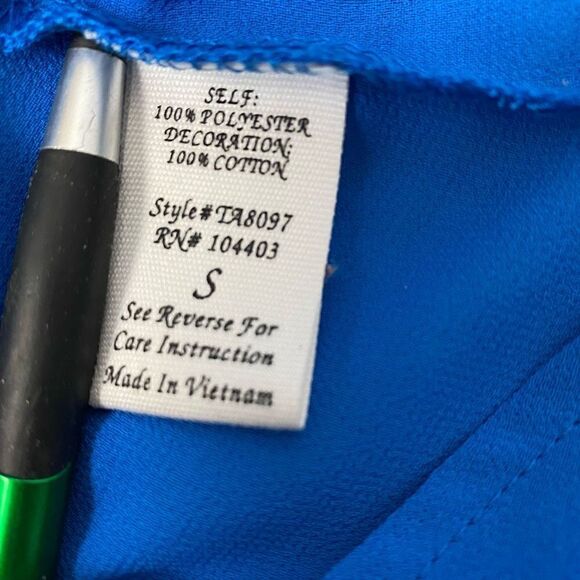 SELF:
100% POLYESTER
DECORATION:
100% COTTON
Style#TA8097
RN# 104403
S
See Reverse For
Care Instruction
Made In Vietnam